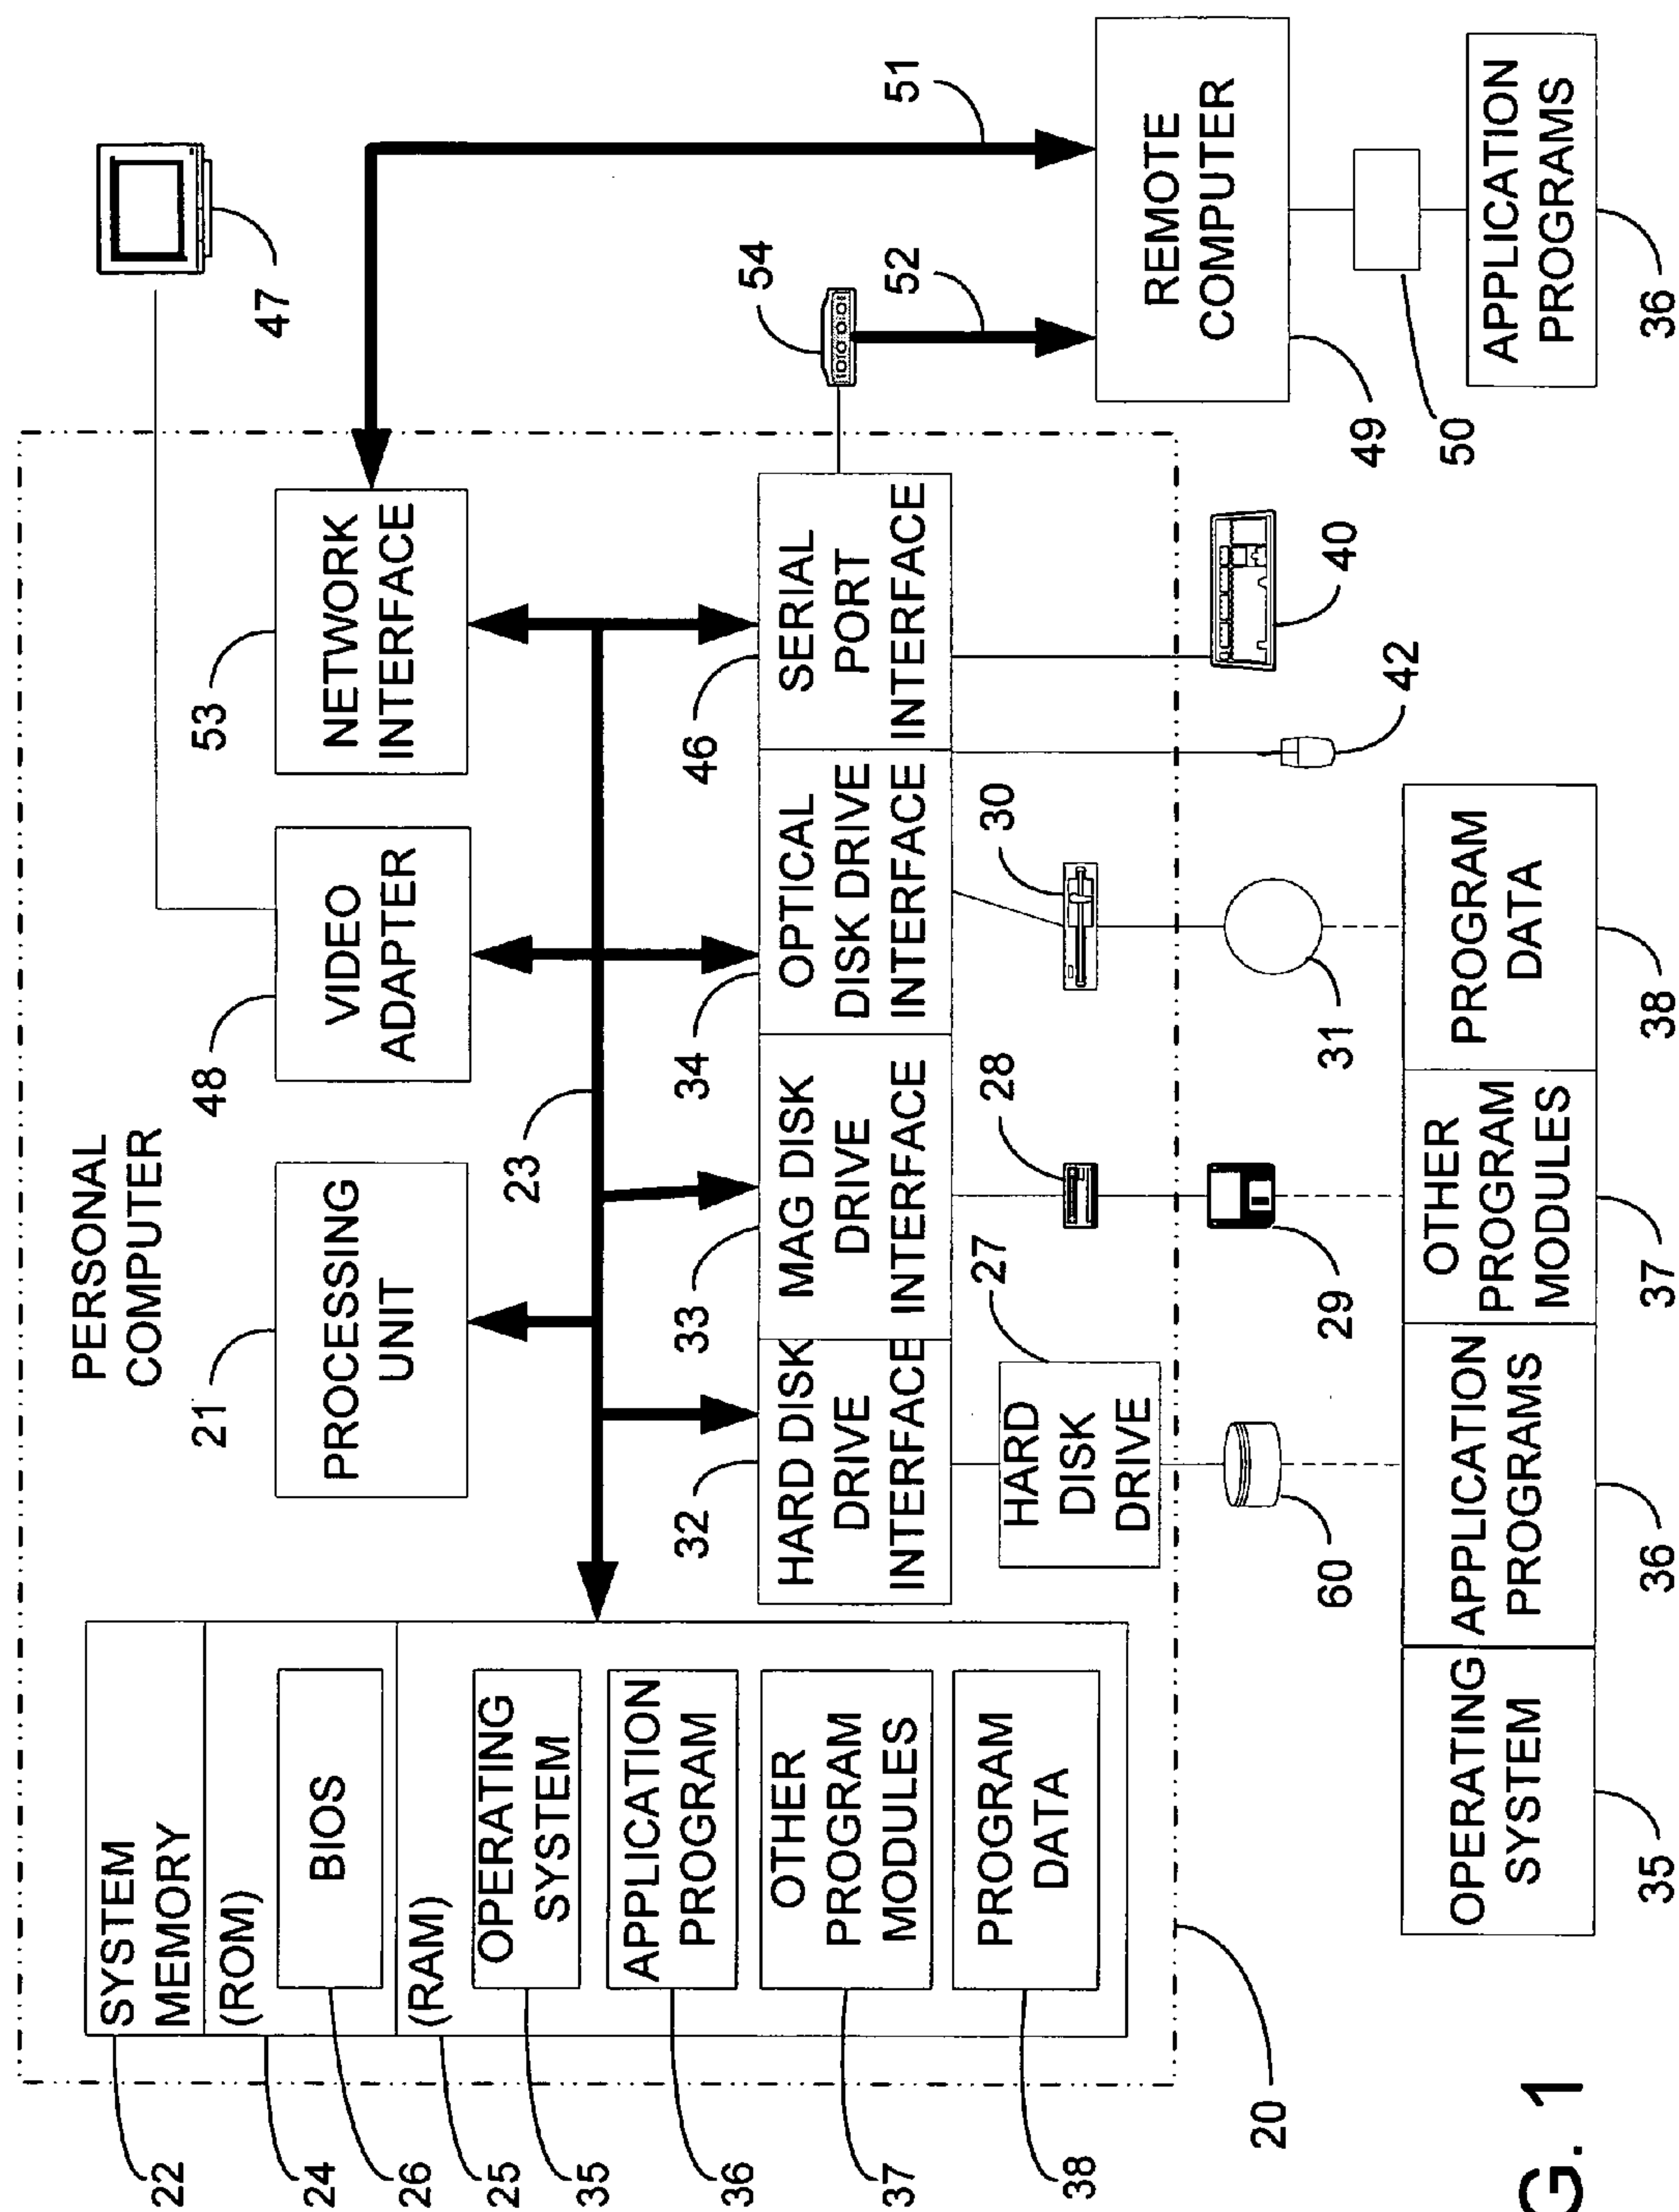 PERSONAL
COMPUTER
47
22
SYSTEM
MEMORY
24
(ROM)
26
BIOS
25
(RAM)
35
OPERATING
SYSTEM
36
APPLICATION
PROGRAM
37
OTHER
PROGRAM
MODULES
38
PROGRAM
DATA
21
PROCESSING
UNIT
48
VIDEO
ADAPTER
53
NETWORK
INTERFACE
23
32
HARD DISK
DRIVE
INTERFACE
33
MAG DISK
DRIVE
INTERFACE
34
OPTICAL
DISK DRIVE
INTERFACE
46
SERIAL
PORT
INTERFACE
54
52
51
27
HARD
DISK
DRIVE
28
30
20
60
29
31
42
40
49
REMOTE
COMPUTER
50
OPERATING
SYSTEM
35
APPLICATION
PROGRAMS
36
OTHER
PROGRAM
MODULES
37
PROGRAM
DATA
38
APPLICATION
PROGRAMS
36
G. 1